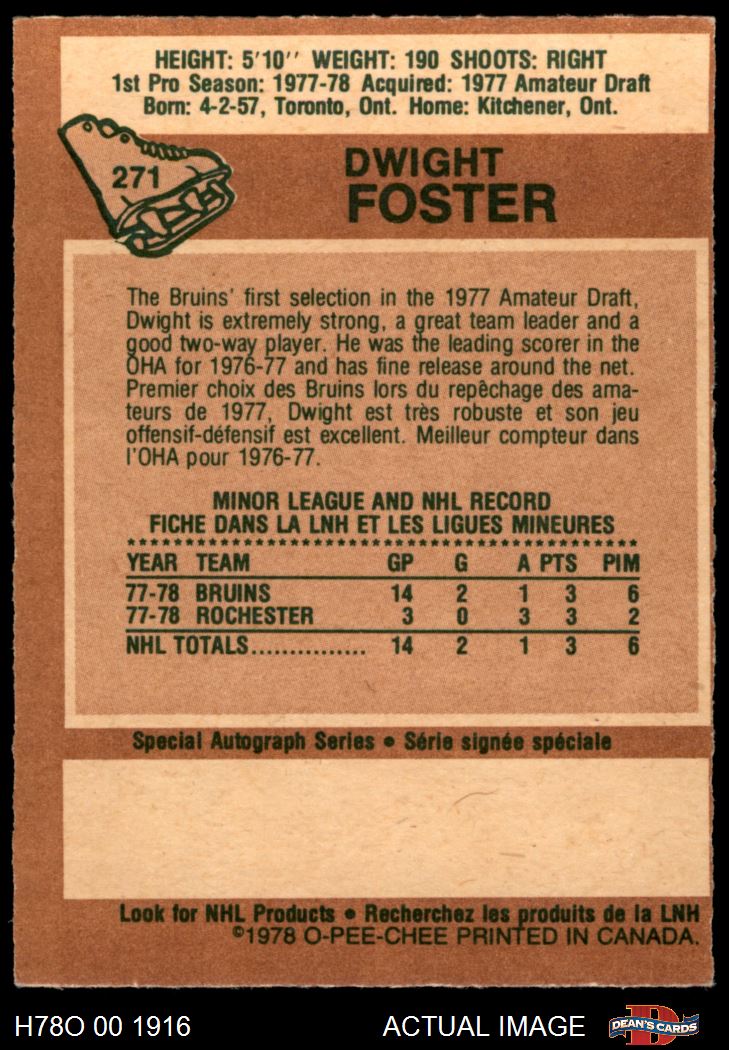 HEIGHT: 5'10'' WEIGHT: 190 SHOOTS: RIGHT
1st Pro Season: 1977-78 Acquired: 1977 Amateur Draft
Born: 4-2-57, Toronto, Ont. Home: Kitchener, Ont.
271
DWIGHT
FOSTER
The Bruins' first selection in the 1977 Amateur Draft,
Dwight is extremely strong, a great team leader and a
good two-way player. He was the leading scorer in the
OHA for 1976-77 and has fine release around the net.
Premier choix des Bruins lors du repêchage des ama-
teurs de 1977, Dwight est très robuste et son jeu
offensif-défensif est excellent. Meilleur compteur dans
l'OHA pour 1976-77.
MINOR LEAGUE AND NHL RECORD
FICHE DANS LA LNH ET LES LIGUES MINEURES
YEAR TEAM GP G A PTS PIM
77-78 BRUINS 14 2 1 3 6
77-78 ROCHESTER 3 0 3 3 2
NHL TOTALS............... 14 2 1 3 6
Special Autograph Series • Série signée spéciale
Look for NHL Products • Recherchez les produits de la LNH
©1978 O-PEE-CHEE PRINTED IN CANADA.
H78O 00 1916 ACTUAL IMAGE DEAN'S CARDS